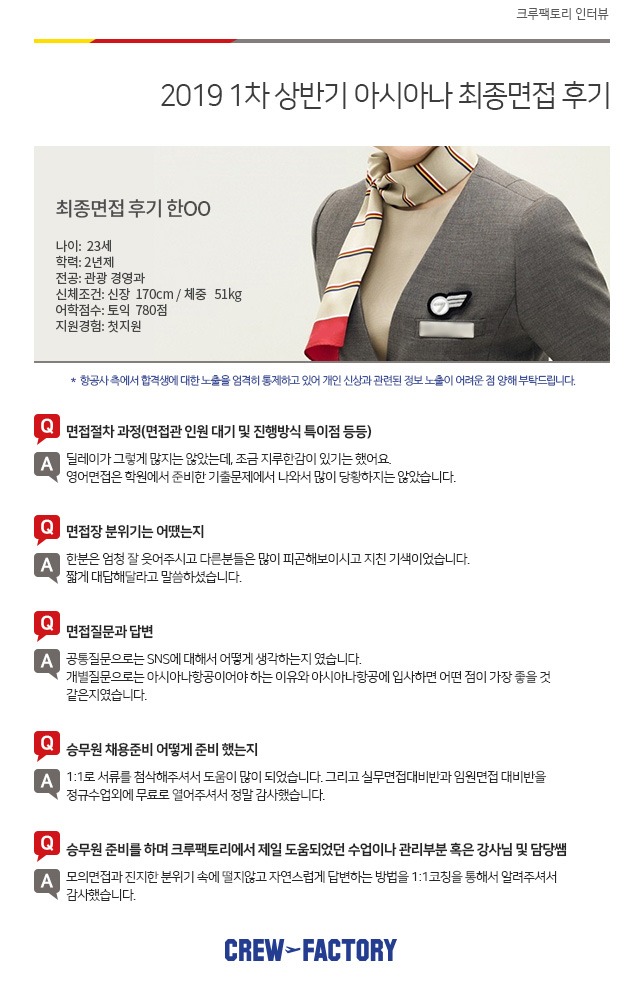 크루팩토리 인터뷰
2019 1차 상반기 아시아나 최종면접 후기
최종면접 후기 한OO
나이: 23세
학력: 2년제
전공: 관광 경영과
신체조건: 신장 170cm / 체중 51kg
어학점수: 토익 780점
지원경험: 첫지원
* 항공사 측에서 합격생에 대한 노출을 엄격히 통제하고 있어 개인 신상과 관련된 정보 노출이 어려운 점 양해 부탁드립니다.
Q 면접절차 과정(면접관 인원 대기 및 진행방식 특이점 등등)
A 딜레이가 그렇게 많지는 않았는데, 조금 지루한감이 있기는 했어요.
영어면접은 학원에서 준비한 기출문제에서 나와서 많이 당황하지는 않았습니다.
Q 면접장 분위기는 어땠는지
A 한분은 엄청 잘 웃어주시고 다른분들은 많이 피곤해보이시고 지친 기색이었습니다.
짧게 대답해달라고 말씀하셨습니다.
Q 면접질문과 답변
A 공통질문으로는 SNS에 대해서 어떻게 생각하는지 였습니다.
개별질문으로는 아시아나항공이어야 하는 이유와 아시아나항공에 입사하면 어떤 점이 가장 좋을 것
같은지였습니다.
Q 승무원 채용준비 어떻게 준비 했는지
A 1:1로 서류를 첨삭해주셔서 도움이 많이 되었습니다. 그리고 실무면접대비반과 임원면접 대비반을
정규수업외에 무료로 열어주셔서 정말 감사했습니다.
Q 승무원 준비를 하며 크루팩토리에서 제일 도움되었던 수업이나 관리부분 혹은 강사님 및 담당쌤
A 모의면접과 진지한 분위기 속에 떨지않고 자연스럽게 답변하는 방법을 1:1코칭을 통해서 알려주셔서
감사했습니다.
CREW FACTORY